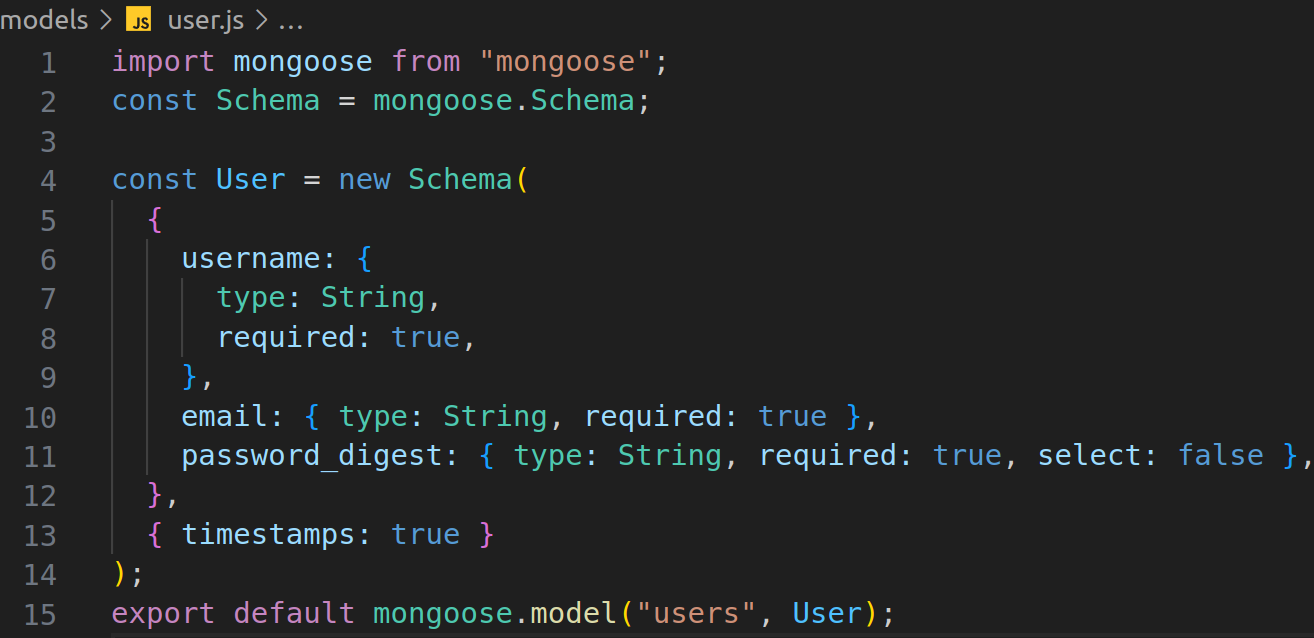 models > JS user.js > ...
1 import mongoose from "mongoose";
2 const Schema = mongoose.Schema;
3
4 const User = new Schema(
5   {
6     username: {
7       type: String,
8       required: true,
9     },
10     email: { type: String, required: true },
11     password_digest: { type: String, required: true, select: false },
12   },
13   { timestamps: true }
14 );
15 export default mongoose.model("users", User);